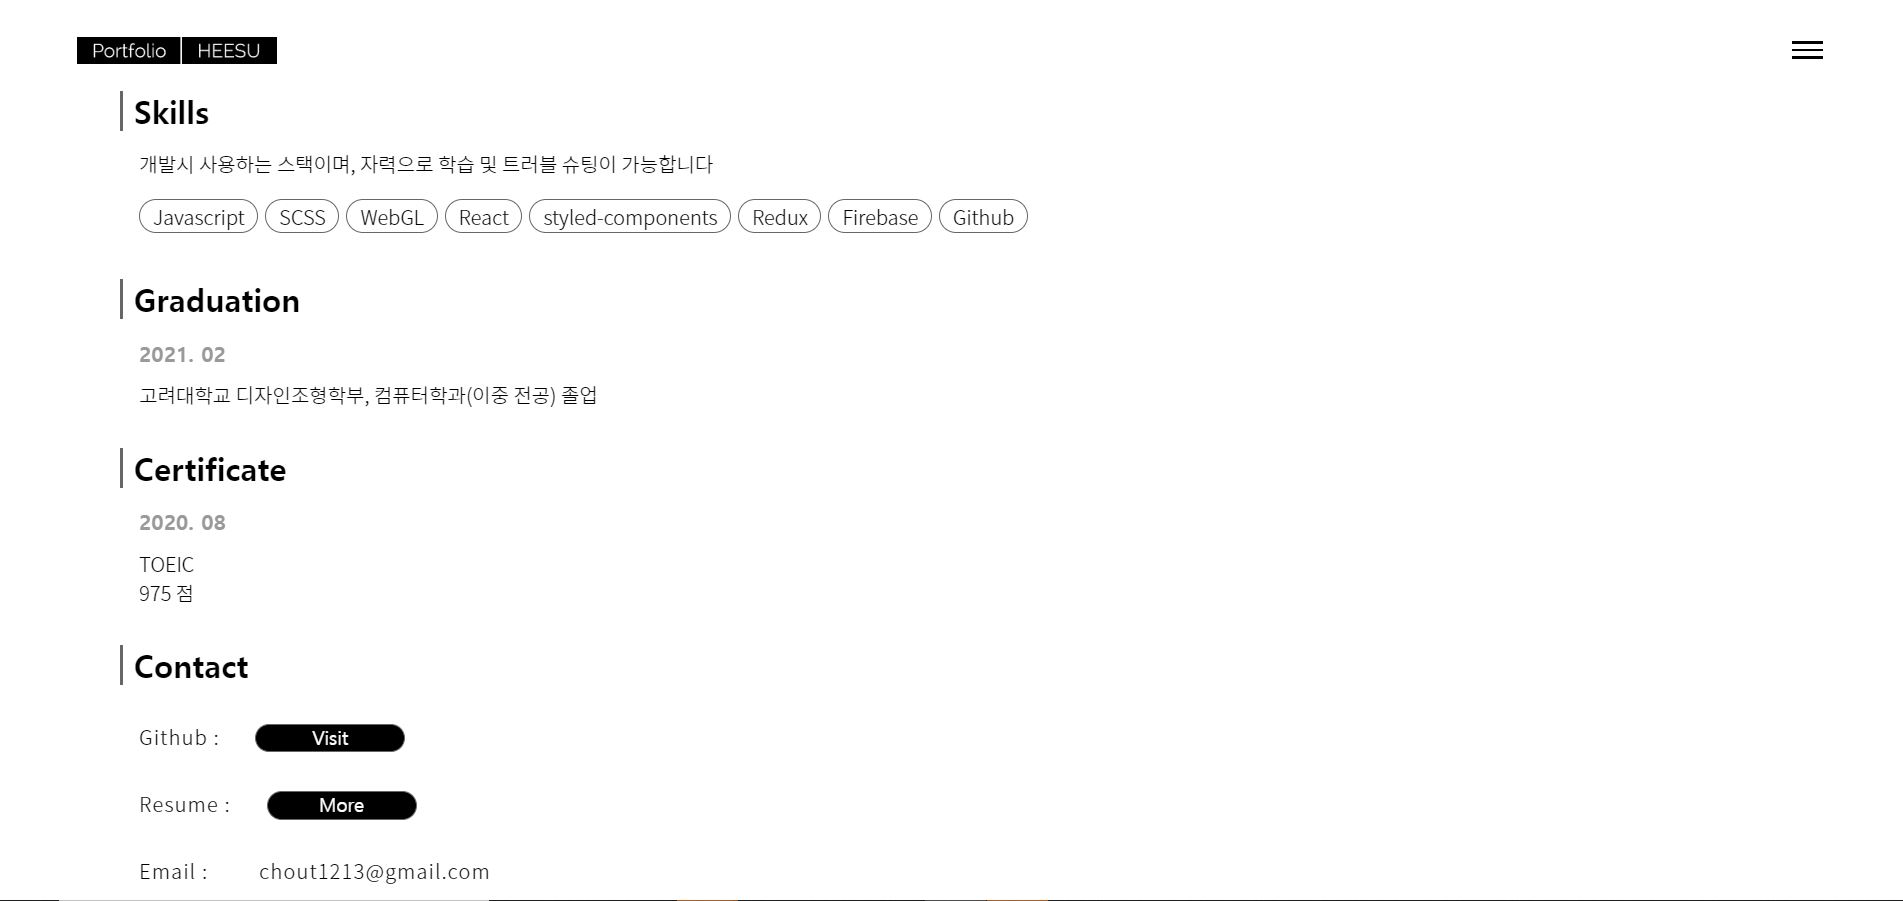 Portfolio HEESU
Skills
개발시 사용하는 스택이며, 자력으로 학습 및 트러블 슈팅이 가능합니다
Javascript SCSS WebGL React styled-components Redux Firebase Github
Graduation
2021. 02
고려대학교 디자인조형학부, 컴퓨터학과(이중 전공) 졸업
Certificate
2020. 08
TOEIC
975 점
Contact
Github : Visit
Resume : More
Email : chout1213@gmail.com